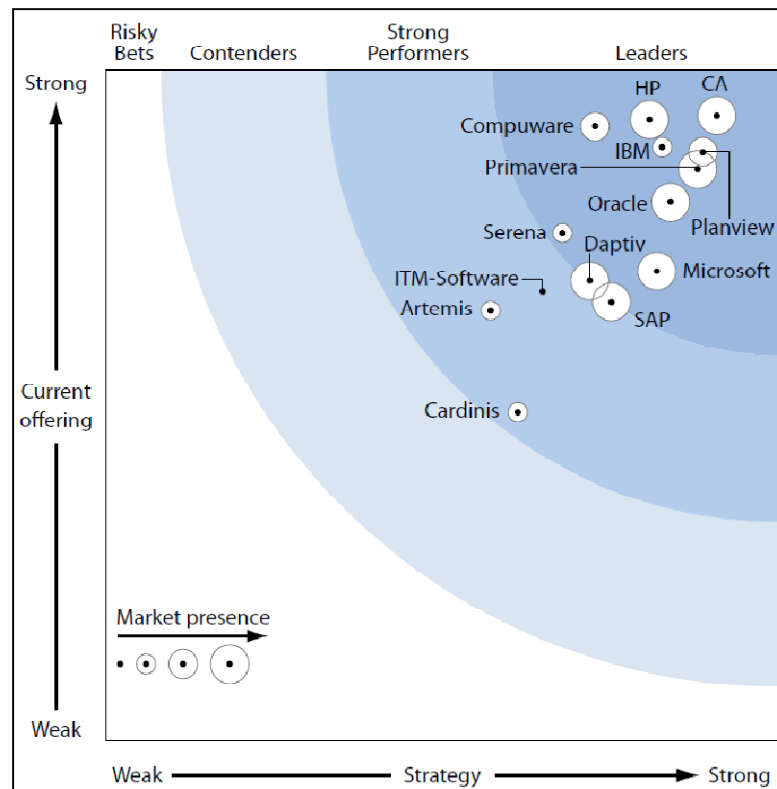 Risky
Bets
Contenders
Strong
Performers
Leaders
Strong
HP
CA
Compuware
IBM
Primavera
Oracle
Planview
Serena
Daptiv
ITM-Software
Microsoft
Artemis
SAP
Current
offering
Cardinis
Market presence
Weak
Weak
Strategy
Strong